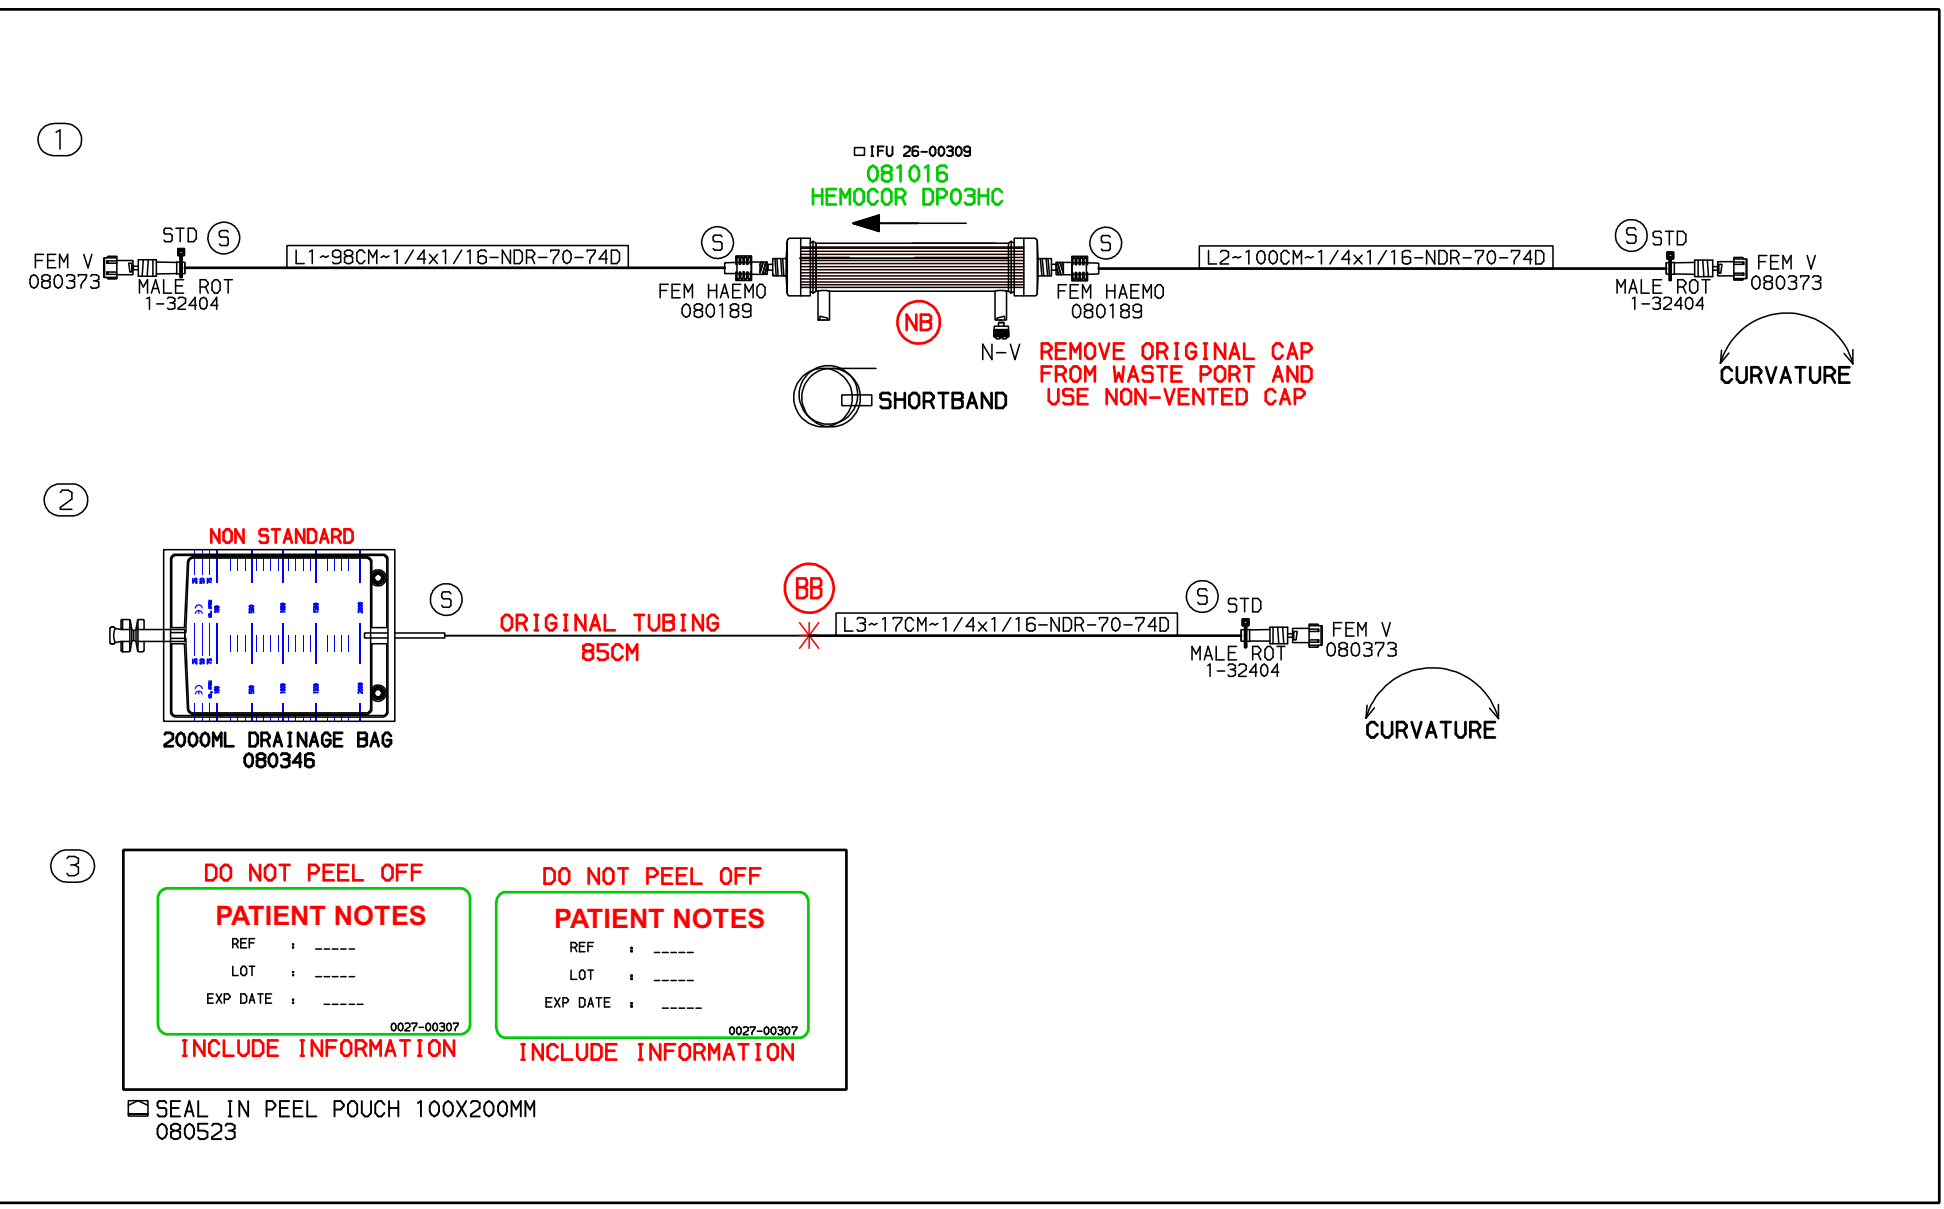 1
IFU 26-00309
081016
HEMOCOR DP03HC
STD
S
L1~98CM~1/4x1/16-NDR-70-74D
S
S
L2~100CM~1/4x1/16-NDR-70-74D
S
STD
FEM V
080373
MALE ROT
1-32404
FEM HAEMO
080189
NB
FEM HAEMO
080189
MALE ROT
1-32404
FEM V
080373
N-V
REMOVE ORIGINAL CAP
FROM WASTE PORT AND
USE NON-VENTED CAP
SHORTBAND
CURVATURE
2
NON STANDARD
S
ORIGINAL TUBING
85CM
BB
L3~17CM~1/4x1/16-NDR-70-74D
S
STD
MALE ROT
1-32404
FEM V
080373
CURVATURE
2000ML DRAINAGE BAG
080346
3
DO NOT PEEL OFF
PATIENT NOTES
REF : _____
LOT : _____
EXP DATE : _____
0027-00307
INCLUDE INFORMATION
DO NOT PEEL OFF
PATIENT NOTES
REF : _____
LOT : _____
EXP DATE : _____
0027-00307
INCLUDE INFORMATION
SEAL IN PEEL POUCH 100X200MM
080523